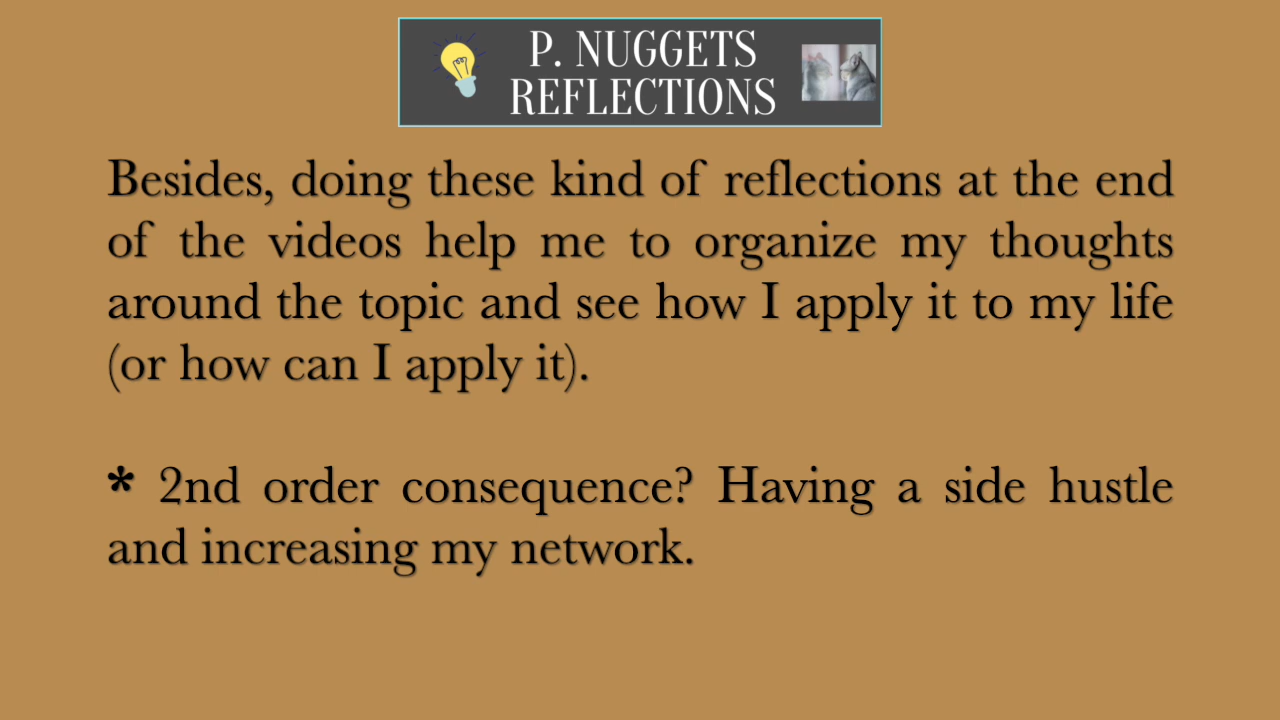 P. NUGGETS
REFLECTIONS
Besides, doing these kind of reflections at the end
of the videos help me to organize my thoughts
around the topic and see how I apply it to my life
(or how can I apply it).
* 2nd order consequence? Having a side hustle
and increasing my network.